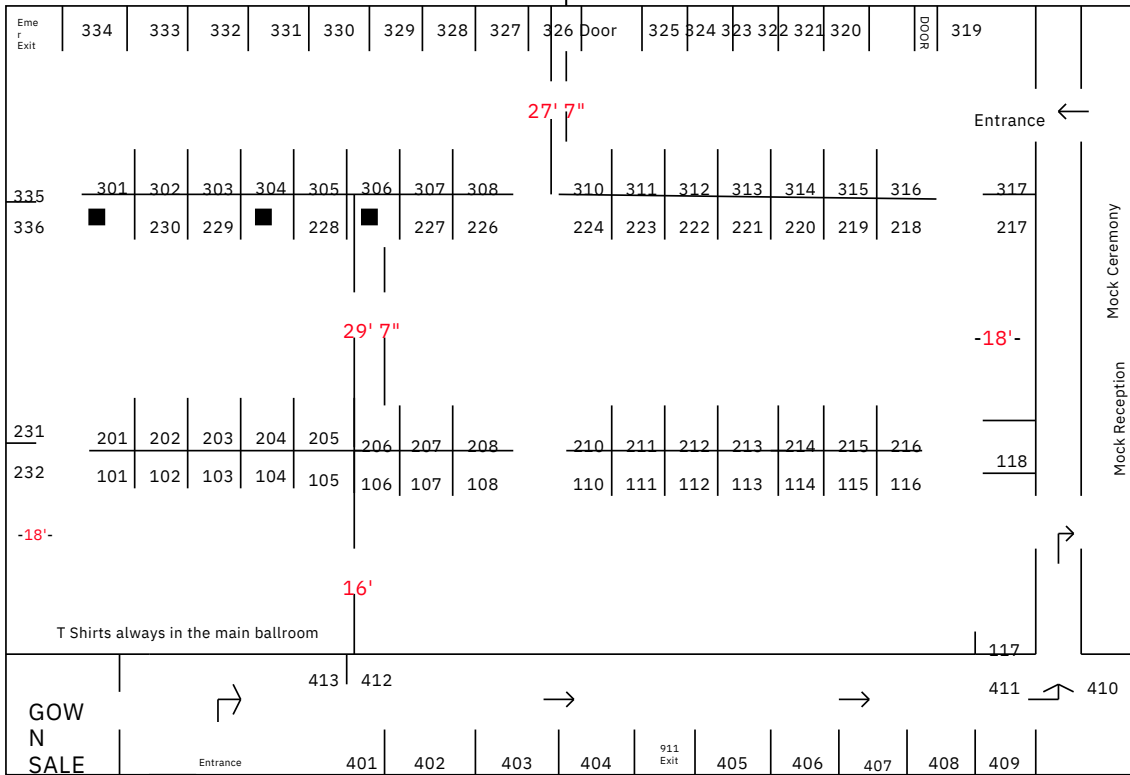 Eme
r
Exit
334 333 332 331 330 329 328 327 326 Door 325 324 323 322 321 320 DOOR 319
27' 7"
Entrance
335 301 302 303 304 305 306 307 308 310 311 312 313 314 315 316 317
336 230 229 228 227 226 224 223 222 221 220 219 218 217
Mock Ceremony
29' 7"
-18'-
Mock Reception
231 201 202 203 204 205 206 207 208 210 211 212 213 214 215 216
118
232 101 102 103 104 105 106 107 108 110 111 112 113 114 115 116
-18'-
16'
T Shirts always in the main ballroom
117
413 412 411 410
GOW
N
SALE
Entrance 401 402 403 404
911
Exit
405 406 407 408 409